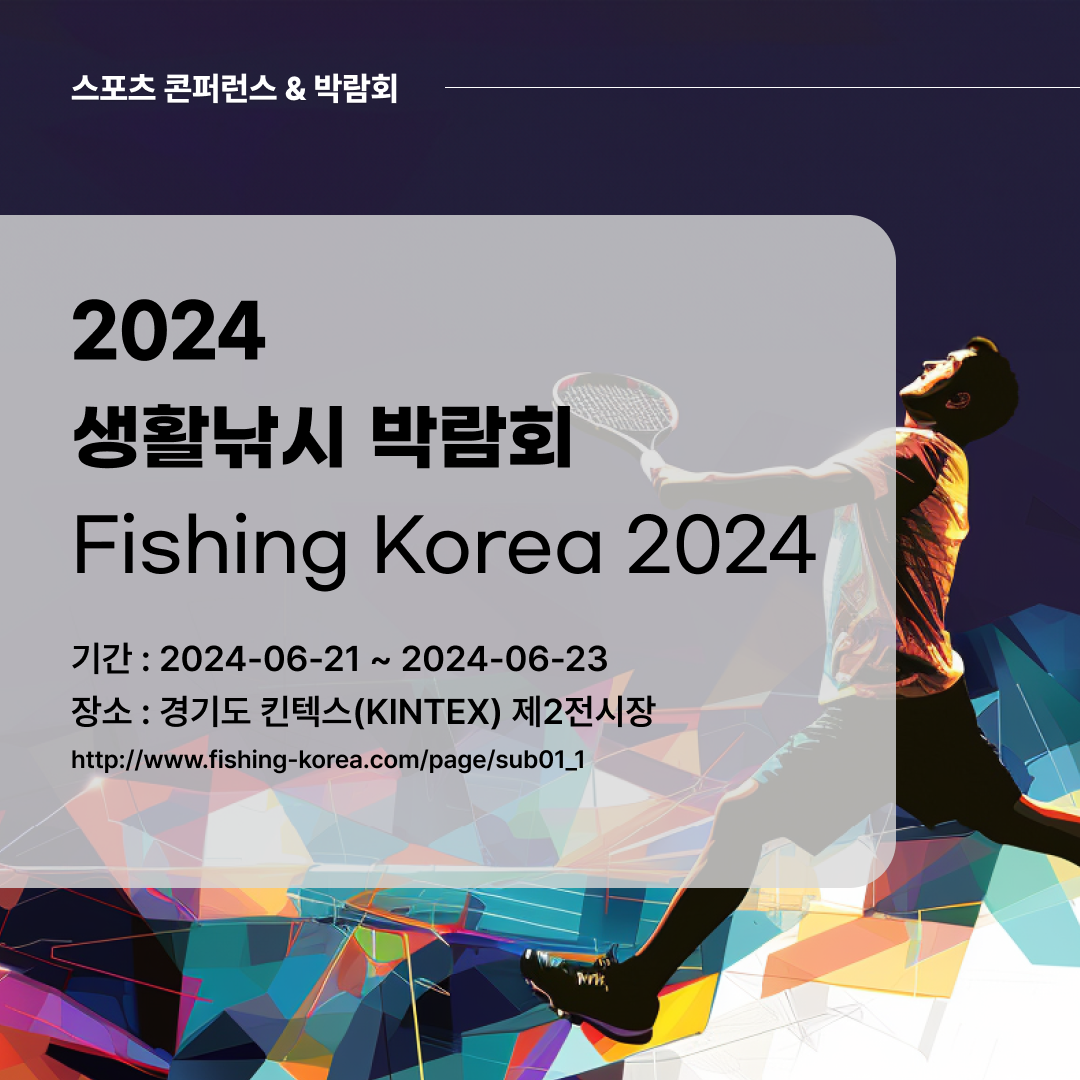 스포츠 콘퍼런스 & 박람회
2024
생활낚시 박람회
Fishing Korea 2024
기간 : 2024-06-21 ~ 2024-06-23
장소 : 경기도 킨텍스(KINTEX) 제2전시장
http://www.fishing-korea.com/page/sub01_1